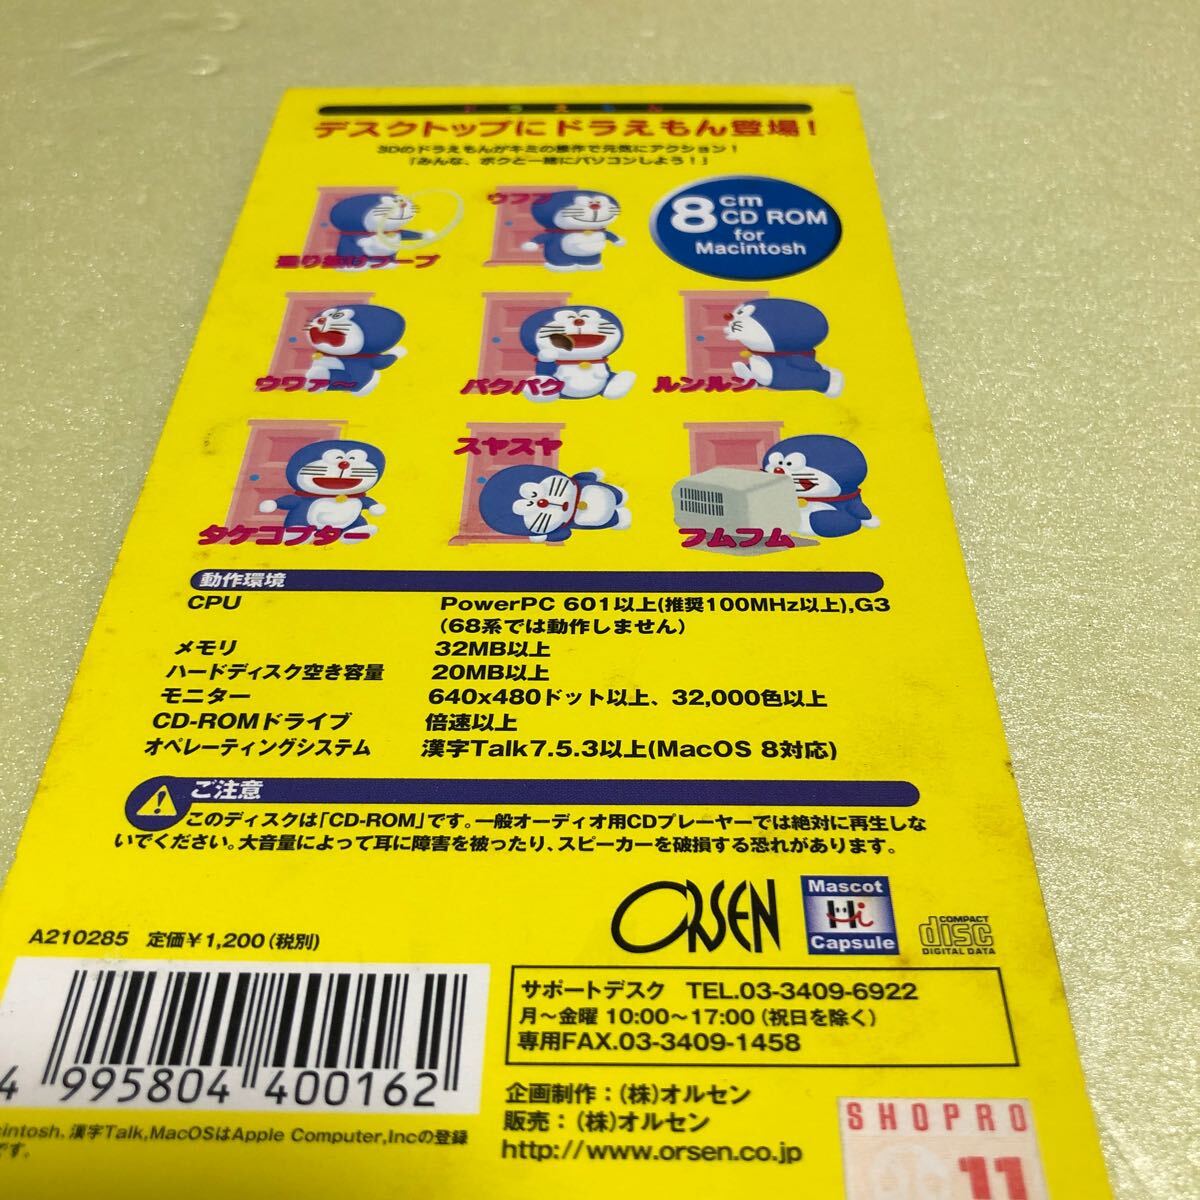 ドラえもん
デスクトップにドラえもん登場!
3Dのドラえもんがキミの操作で元気にアクション!
「みんな、ボクと一緒にパソコンしよう!」
8cm
CD ROM
for
Macintosh
通り抜けフープ
ウフフ
ウワァ〜
パクパク
ルンルン
タケコプター
スヤスヤ
フムフム
動作環境
CPU PowerPC 601以上(推奨100MHz以上),G3
(68系では動作しません)
メモリ 32MB以上
ハードディスク空き容量 20MB以上
モニター 640x480ドット以上、32,000色以上
CD-ROMドライブ 倍速以上
オペレーティングシステム 漢字Talk7.5.3以上(MacOS 8対応)
ご注意
このディスクは「CD-ROM」です。一般オーディオ用CDプレーヤーでは絶対に再生しな
いでください。大音量によって耳に障害を被ったり、スピーカーを破損する恐れがあります。
ORSEN
Mascot
Hi
Capsule
COMPACT
disc
DIGITAL DATA
A210285 定価¥1,200(税別)
4 995804 400162
サポートデスク TEL.03-3409-6922
月〜金曜 10:00〜17:00(祝日を除く)
専用FAX.03-3409-1458
企画制作:(株)オルセン
販売:(株)オルセン
http://www.orsen.co.jp
cintosh,漢字Talk,MacOSはApple Computer,Incの登録
です。
SHOPRO
11